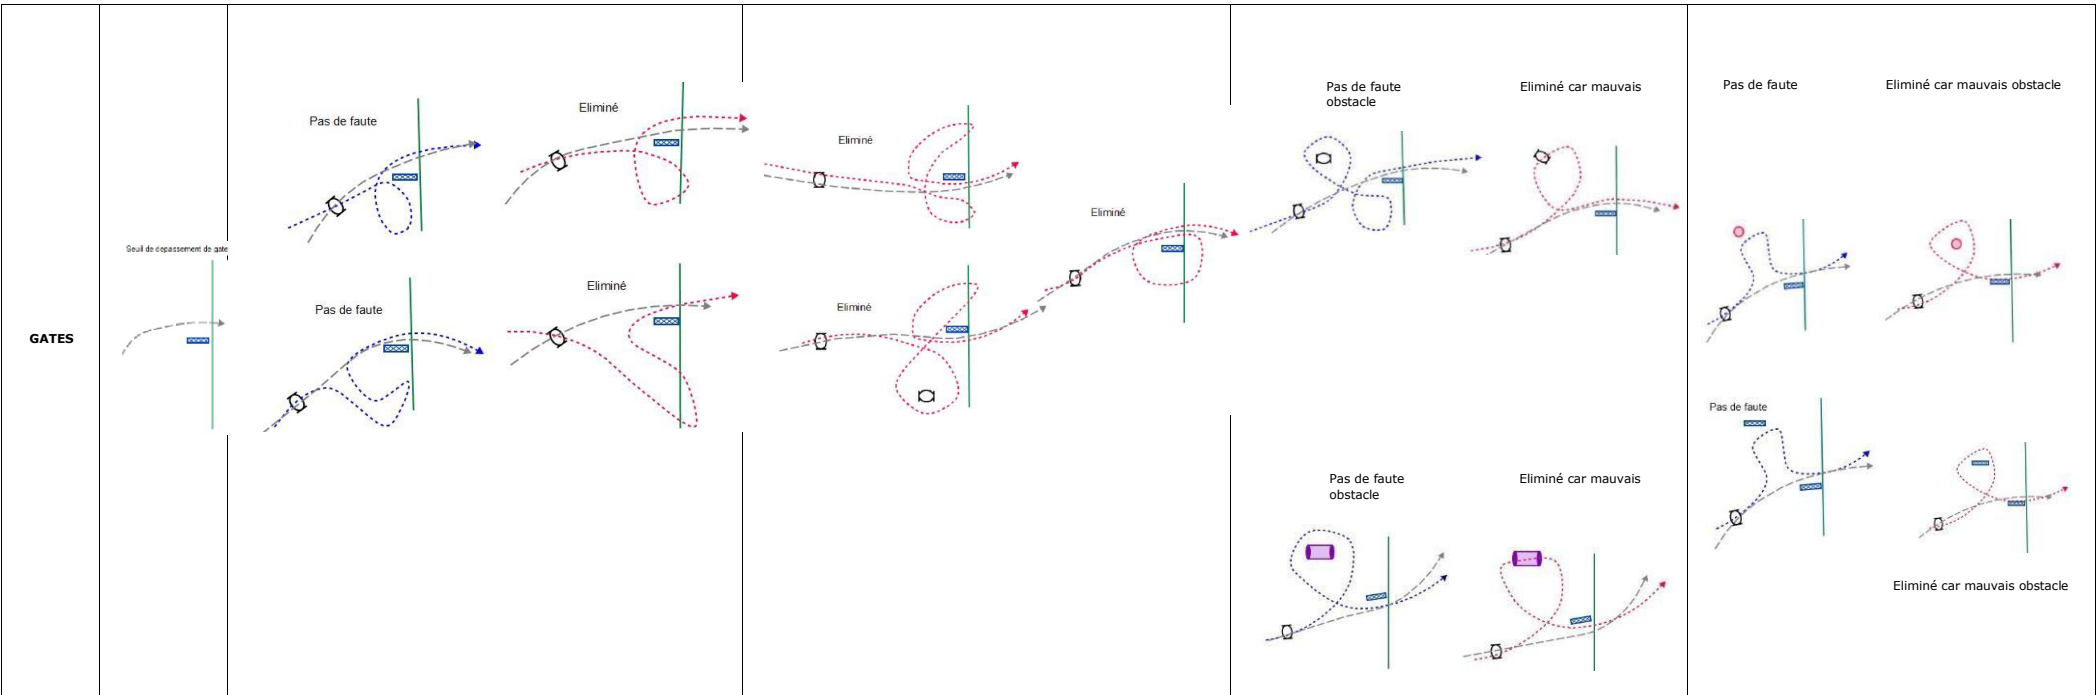 GATES
Seuil de depassement de gate
Pas de faute
Eliminé
Pas de faute
Eliminé
Eliminé
Eliminé
Eliminé
Pas de faute
obstacle
Eliminé car mauvais
Pas de faute
obstacle
Eliminé car mauvais
Pas de faute
Eliminé car mauvais obstacle
Pas de faute
Eliminé car mauvais obstacle